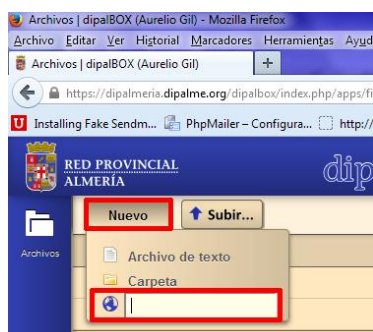 Archivos | dipalBOX (Aurelio Gil) - Mozilla Firefox
Archivo Editar Ver Historial Marcadores Herramientas
Archivos | dipalBOX (Aurelio Gil) +
https://dipalmeria.dipalme.org/dipalbox/index.php/apps/fi
Installing Fake Sendm... PhpMailer – Configura... http://
RED PROVINCIAL
ALMERÍA
dip
Nuevo Subir...
Archivos
Archivo de texto
Carpeta